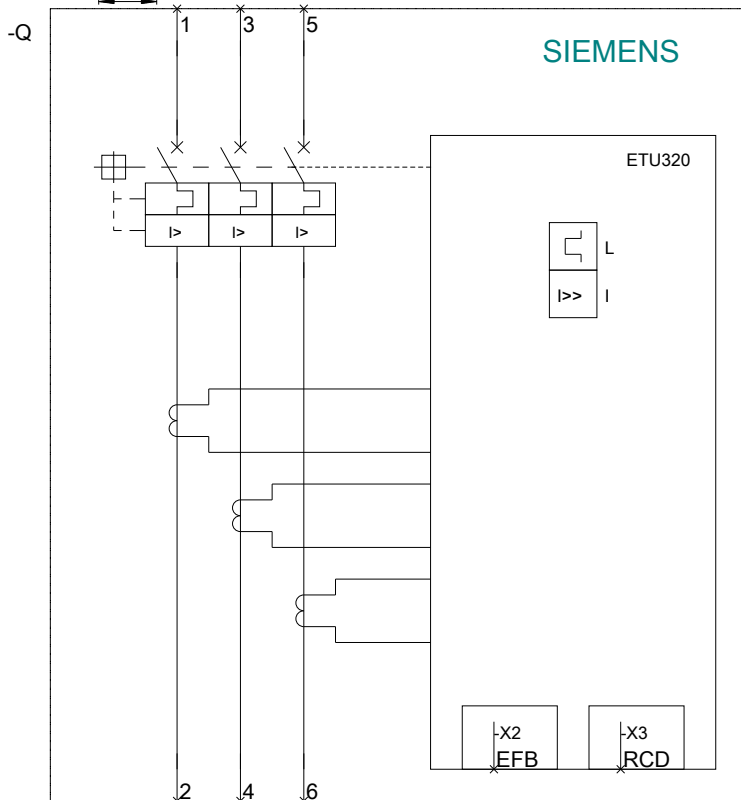 -Q
1 3 5
SIEMENS
ETU320
I> I> I>
L
I>> I
-X2 -X3
EFB RCD
2 4 6